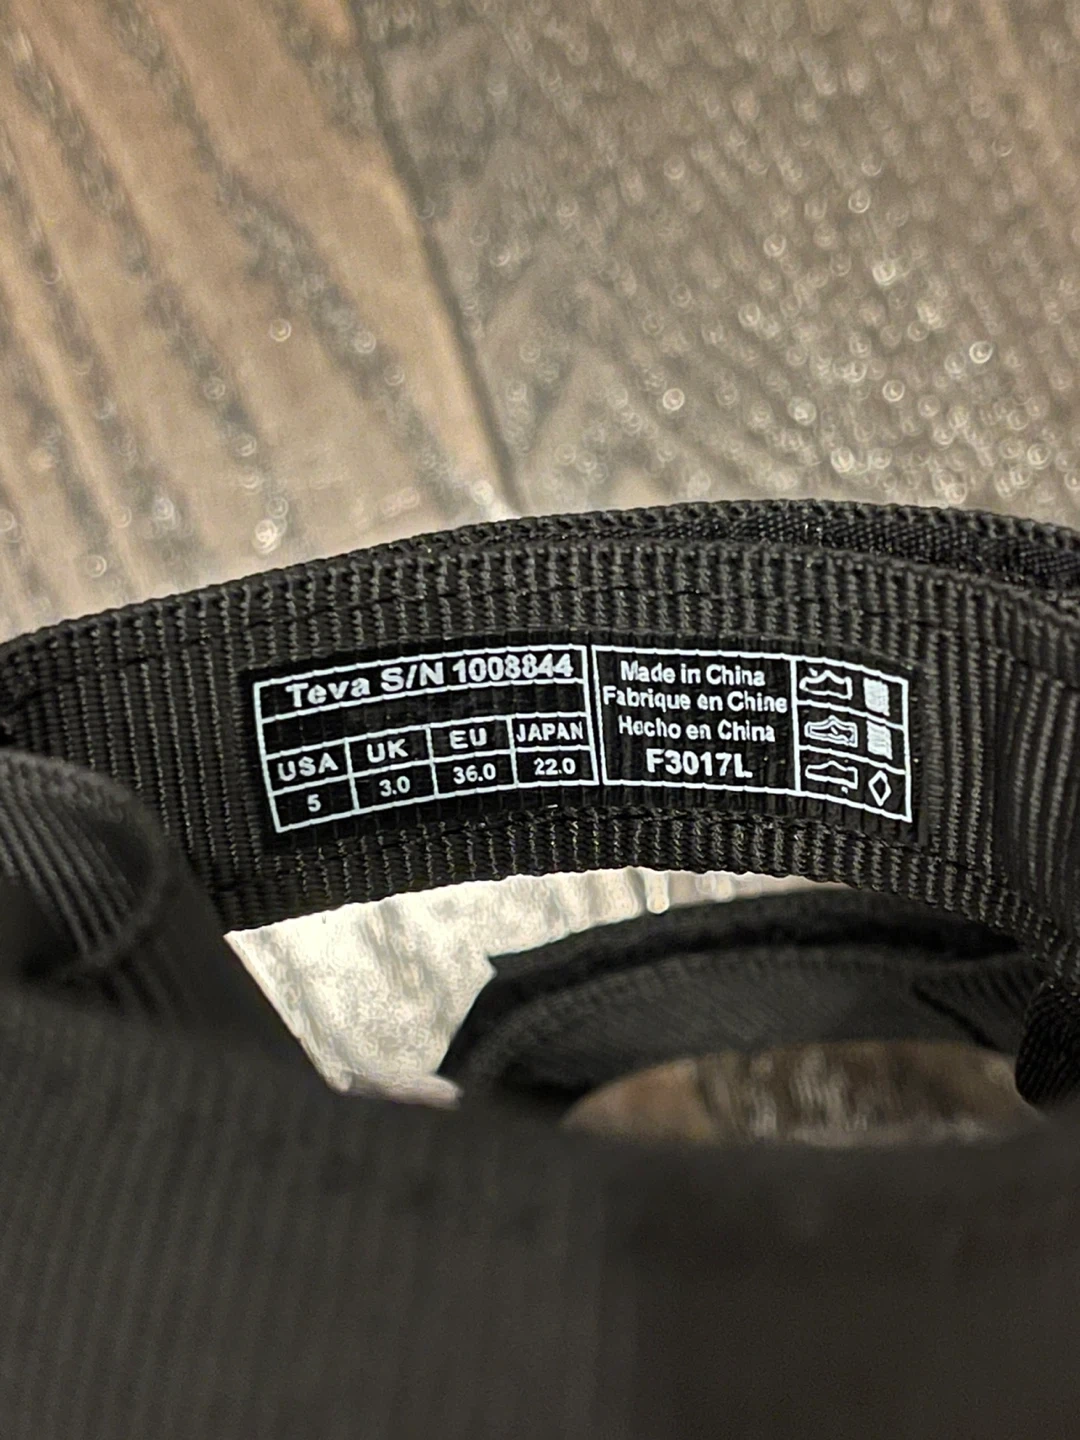 Teva S/N 1008844
USA UK EU JAPAN
5 3.0 36.0 22.0
Made in China
Fabrique en Chine
Hecho en China
F3017L